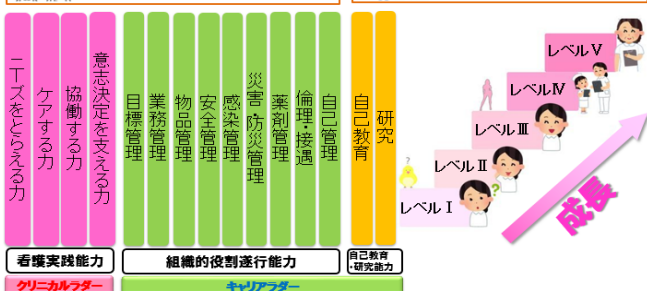 ニーズをとらえる力
ケアする力
協働する力
意志決定を支える力
目標管理
業務管理
物品管理
安全管理
感染管理
災害 防災管理
薬剤管理
倫理・接遇
自己管理
自己教育
研究
レベルⅤ
レベルⅣ
レベルⅢ
レベルⅡ
レベルⅠ
?
?
成長
看護実践能力
組織的役割遂行能力
自己教育
・研究能力
クリニカルラダー
キャリアラダー